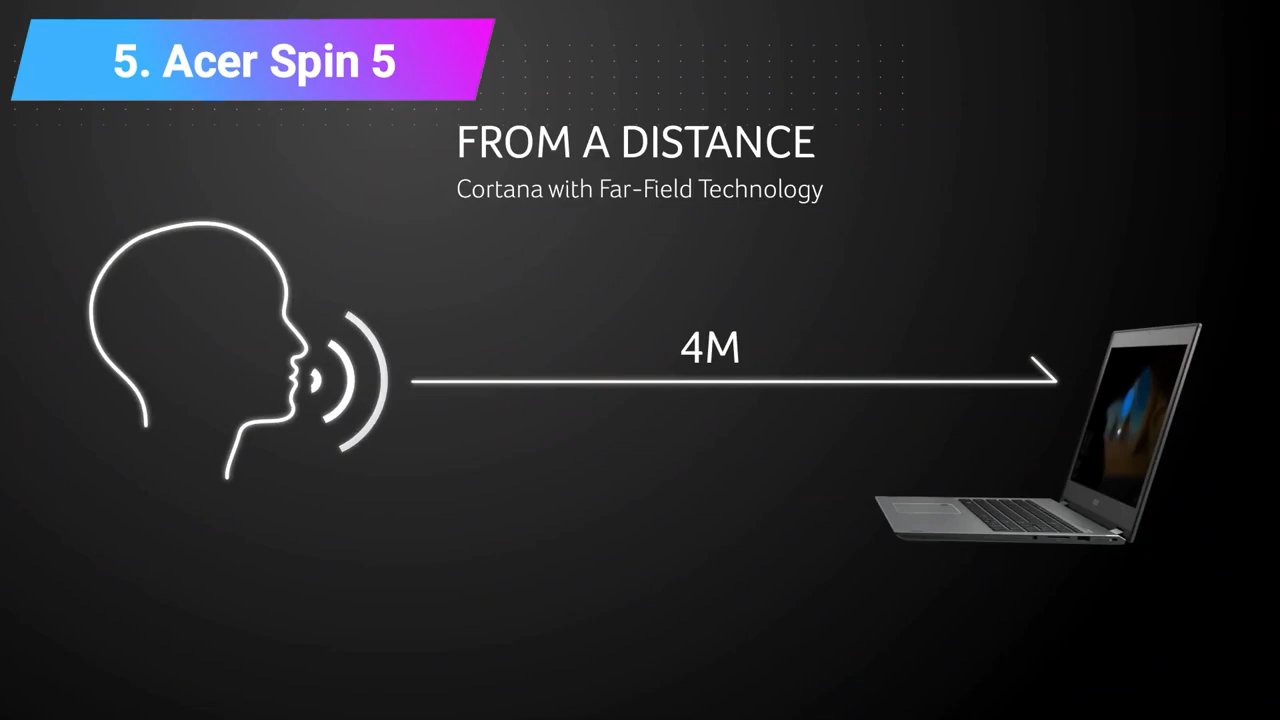 5. Acer Spin 5
FROM A DISTANCE
Cortana with Far-Field Technology
4M